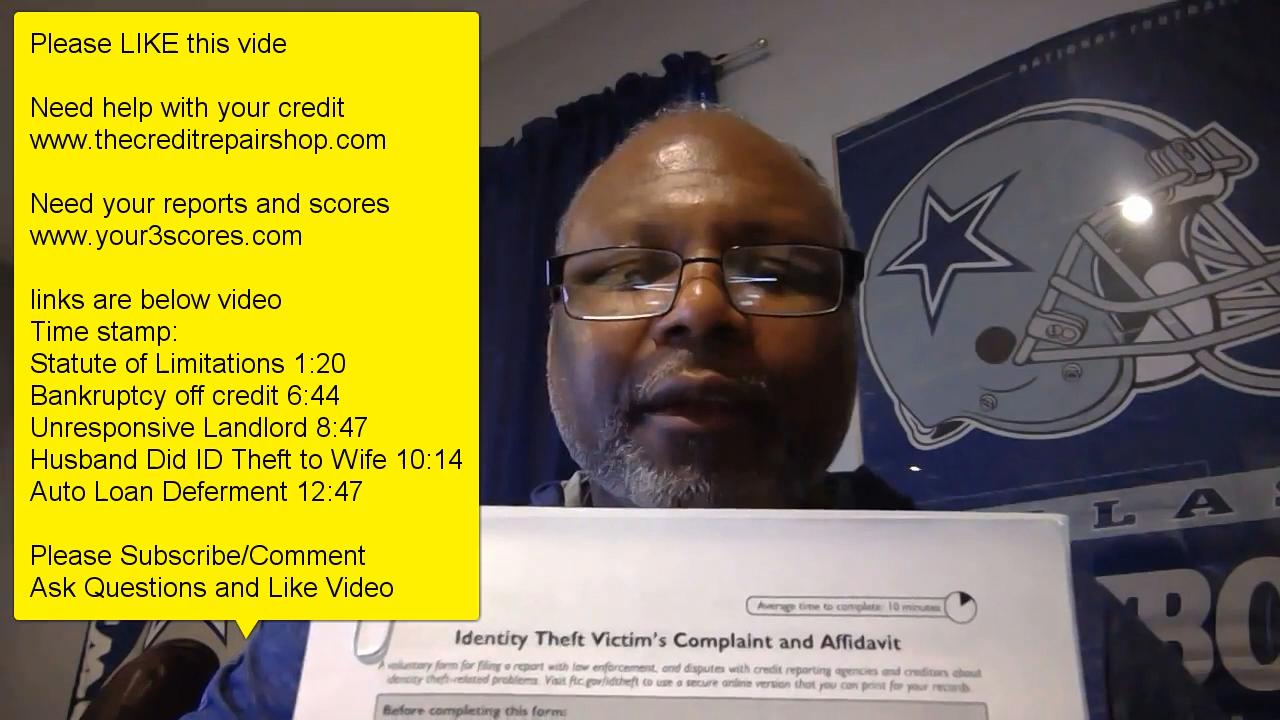 Please LIKE this vide
Need help with your credit
www.thecreditrepairshop.com
Need your reports and scores
www.your3scores.com
links are below video
Time stamp:
Statute of Limitations 1:20
Bankruptcy off credit 6:44
Unresponsive Landlord 8:47
Husband Did ID Theft to Wife 10:14
Auto Loan Deferment 12:47
Please Subscribe/Comment
Ask Questions and Like Video
NATIONAL FOOTBALL
LAS
BO
Average time to complete: 10 minutes
Identity Theft Victim's Complaint and Affidavit
A voluntary form for filing a report with law enforcement, and disputes with credit reporting agencies and creditors about
identity theft-related problems. Visit ftc.gov/idtheft to use a secure online version that you can print for your records.
Before completing this form: